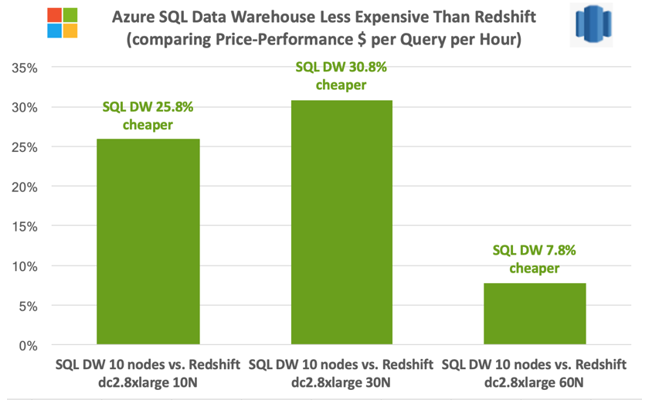 Azure SQL Data Warehouse Less Expensive Than Redshift
(comparing Price-Performance $ per Query per Hour)
35%
30%
25%
20%
15%
10%
5%
0%
SQL DW 25.8%
cheaper
SQL DW 30.8%
cheaper
SQL DW 7.8%
cheaper
SQL DW 10 nodes vs. Redshift
dc2.8xlarge 10N
SQL DW 10 nodes vs. Redshift
dc2.8xlarge 30N
SQL DW 10 nodes vs. Redshift
dc2.8xlarge 60N